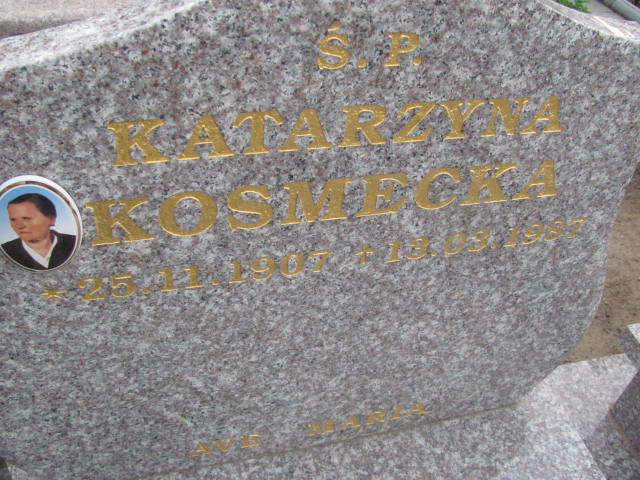 Ś. P.
KATARZYNA
KOSMECKA
* 25.11.1907 † 13.03.1987
AVE MARIA